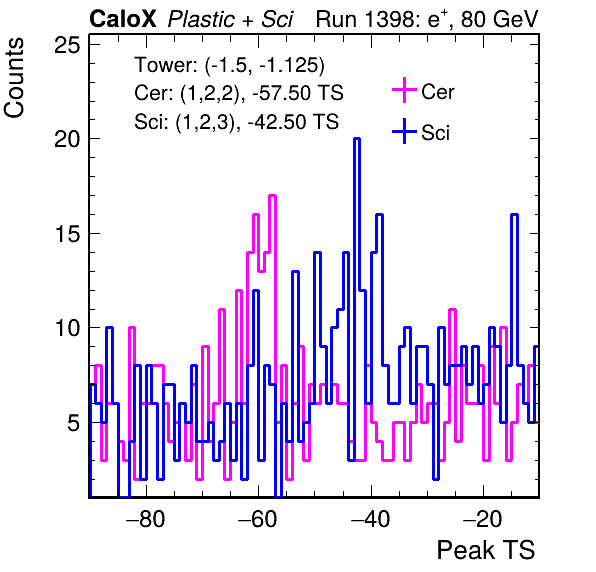 CaloX Plastic + Sci Run 1398: e+, 80 GeV
Counts
25
20
15
10
5
Tower: (-1.5, -1.125)
Cer: (1,2,2), -57.50 TS
Sci: (1,2,3), -42.50 TS
Cer
Sci
−80 −60 −40 −20
Peak TS